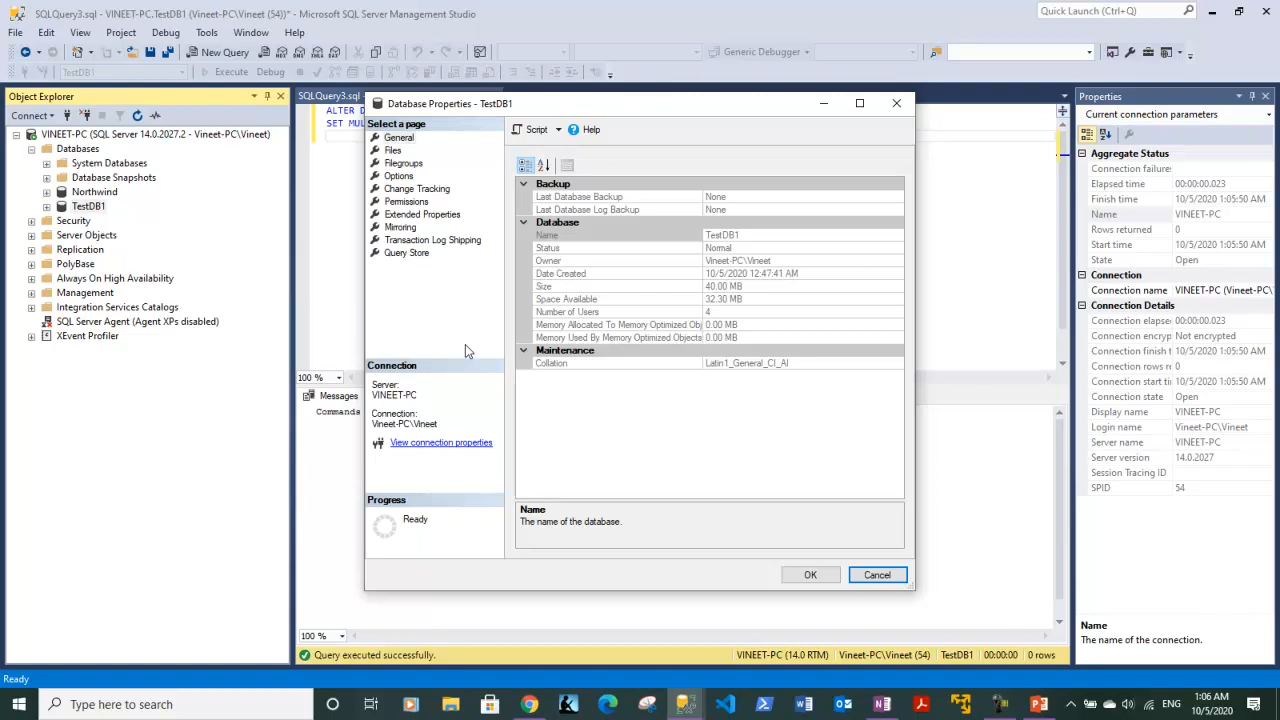 SQLQuery3.sql - VINEET-PC.TestDB1 (Vineet-PC\Vineet (54))* - Microsoft SQL Server Management Studio
Quick Launch (Ctrl+Q)
File Edit View Project Debug Tools Window Help
New Query
Generic Debugger
TestDB1
Execute Debug
Object Explorer
Connect
VINEET-PC (SQL Server 14.0.2027.2 - Vineet-PC\Vineet)
Databases
System Databases
Database Snapshots
Northwind
TestDB1
Security
Server Objects
Replication
PolyBase
Always On High Availability
Management
Integration Services Catalogs
SQL Server Agent (Agent XPs disabled)
XEvent Profiler
SQLQuery3.sql
ALTER D
SET MUL
100 %
Messages
Commands
100 %
Query executed successfully.
VINEET-PC (14.0 RTM)
Vineet-PC\Vineet (54)
TestDB1
00:00:00
0 rows
Database Properties - TestDB1
Select a page
General
Files
Filegroups
Options
Change Tracking
Permissions
Extended Properties
Mirroring
Transaction Log Shipping
Query Store
Connection
Server:
VINEET-PC
Connection:
Vineet-PC\Vineet
View connection properties
Progress
Ready
Script
Help
Backup
Last Database Backup None
Last Database Log Backup None
Database
Name TestDB1
Status Normal
Owner Vineet-PC\Vineet
Date Created 10/5/2020 12:47:41 AM
Size 40.00 MB
Space Available 32.30 MB
Number of Users 4
Memory Allocated To Memory Optimized Obj 0.00 MB
Memory Used By Memory Optimized Objects 0.00 MB
Maintenance
Collation Latin1_General_CI_AI
Name
The name of the database.
OK
Cancel
Properties
Current connection parameters
Aggregate Status
Connection failures
Elapsed time 00:00:00.023
Finish time 10/5/2020 1:05:50 AM
Name VINEET-PC
Rows returned 0
Start time 10/5/2020 1:05:50 AM
State Open
Connection
Connection name VINEET-PC (Vineet-PC\
Connection Details
Connection elapse 00:00:00.023
Connection encryp Not encrypted
Connection finish t 10/5/2020 1:05:50 AM
Connection rows re 0
Connection start tir 10/5/2020 1:05:50 AM
Connection state Open
Display name VINEET-PC
Login name Vineet-PC\Vineet
Server name VINEET-PC
Server version 14.0.2027
Session Tracing ID
SPID 54
Name
The name of the connection.
Ready
Type here to search
1:06 AM
10/5/2020